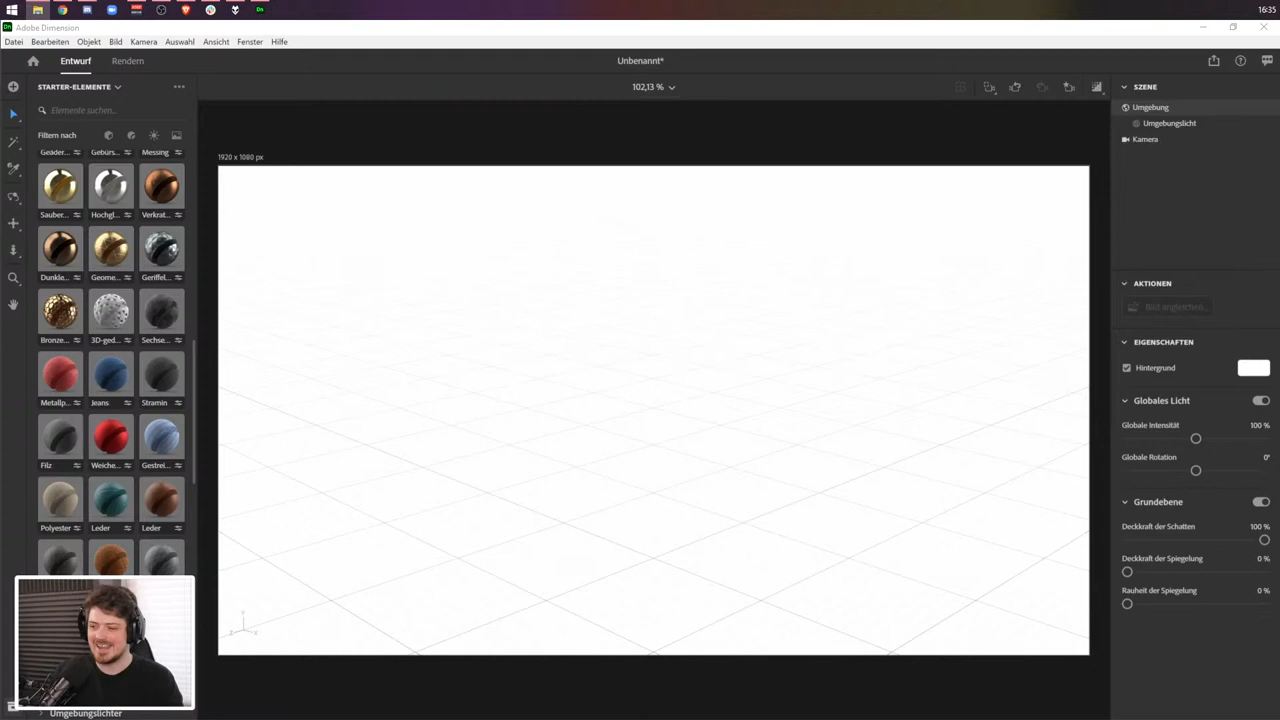 16:35
Dn Adobe Dimension
Datei Bearbeiten Objekt Bild Kamera Auswahl Ansicht Fenster Hilfe
Entwurf Rendern
Unbenannt*
STARTER-ELEMENTE
102,13 %
SZENE
Elemente suchen...
Umgebung
Umgebungslicht
Kamera
Filtern nach
Geäder... Gebürs... Messing
1920 x 1080 px
Sauber... Hochgl... Verkrat...
Dunkle... Geome... Geriffel...
AKTIONEN
Bild angleichen...
Bronze... 3D-ged... Sechse...
EIGENSCHAFTEN
Hintergrund
Metallp... Jeans Stramin
Globales Licht
Globale Intensität 100 %
Globale Rotation 0°
Filz Weiche... Gestrei...
Grundebene
Deckkraft der Schatten 100 %
Polyester Leder Leder
Deckkraft der Spiegelung 0 %
Rauheit der Spiegelung 0 %
Y
Z X
Umgebungslichter